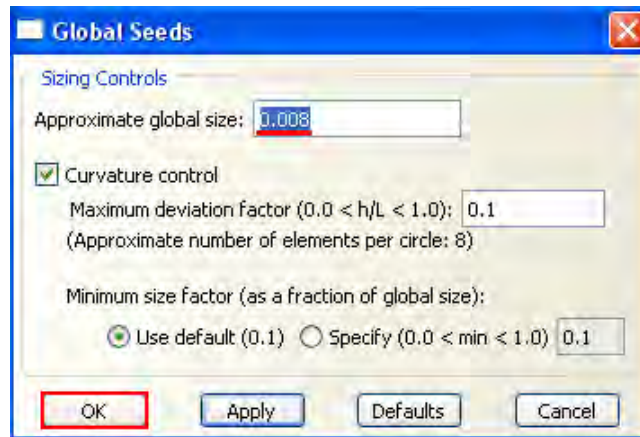 Global Seeds
Sizing Controls
Approximate global size: 0.008
Curvature control
Maximum deviation factor (0.0 < h/L < 1.0): 0.1
(Approximate number of elements per circle: 8)
Minimum size factor (as a fraction of global size):
Use default (0.1) Specify (0.0 < min < 1.0) 0.1
OK Apply Defaults Cancel